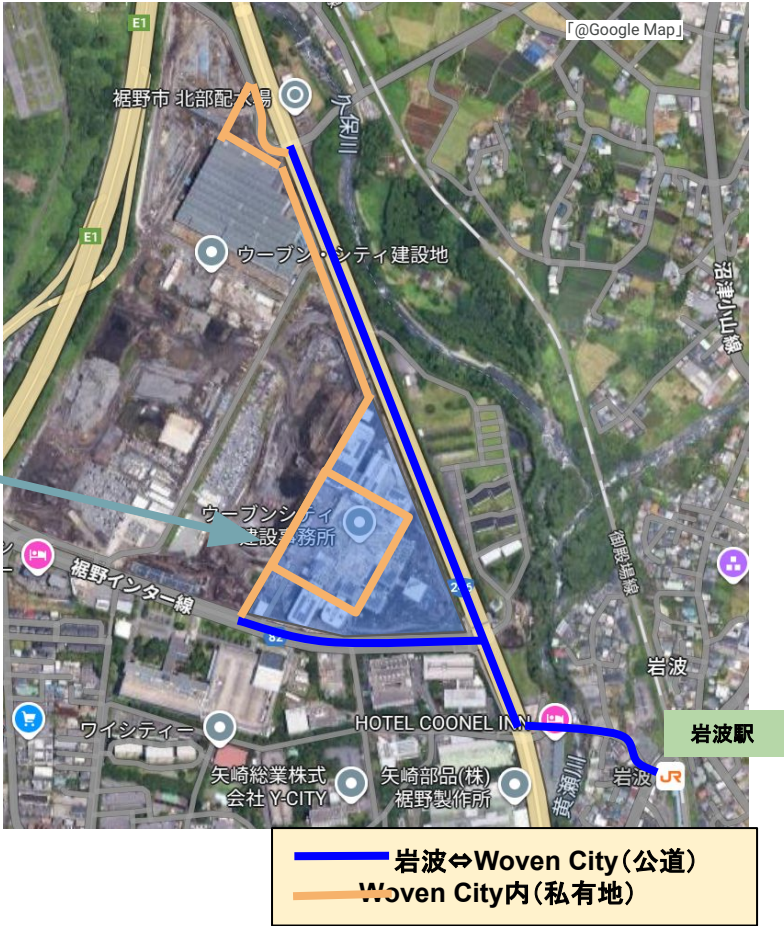 E1
「@Google Map」
裾野市 北部配水場
久保川
E1
ウーブン・シティ建設地
沼津小山線
ウーブンシティ
建設事務所
裾野インター線
御殿場線
82
岩波
ワイシティー
HOTEL COONEL INN
岩波駅
矢崎総業株式
会社 Y-CITY
矢崎部品(株)
裾野製作所
黄瀬川
岩波
JR
岩波⇔Woven City(公道)
Woven City内(私有地)